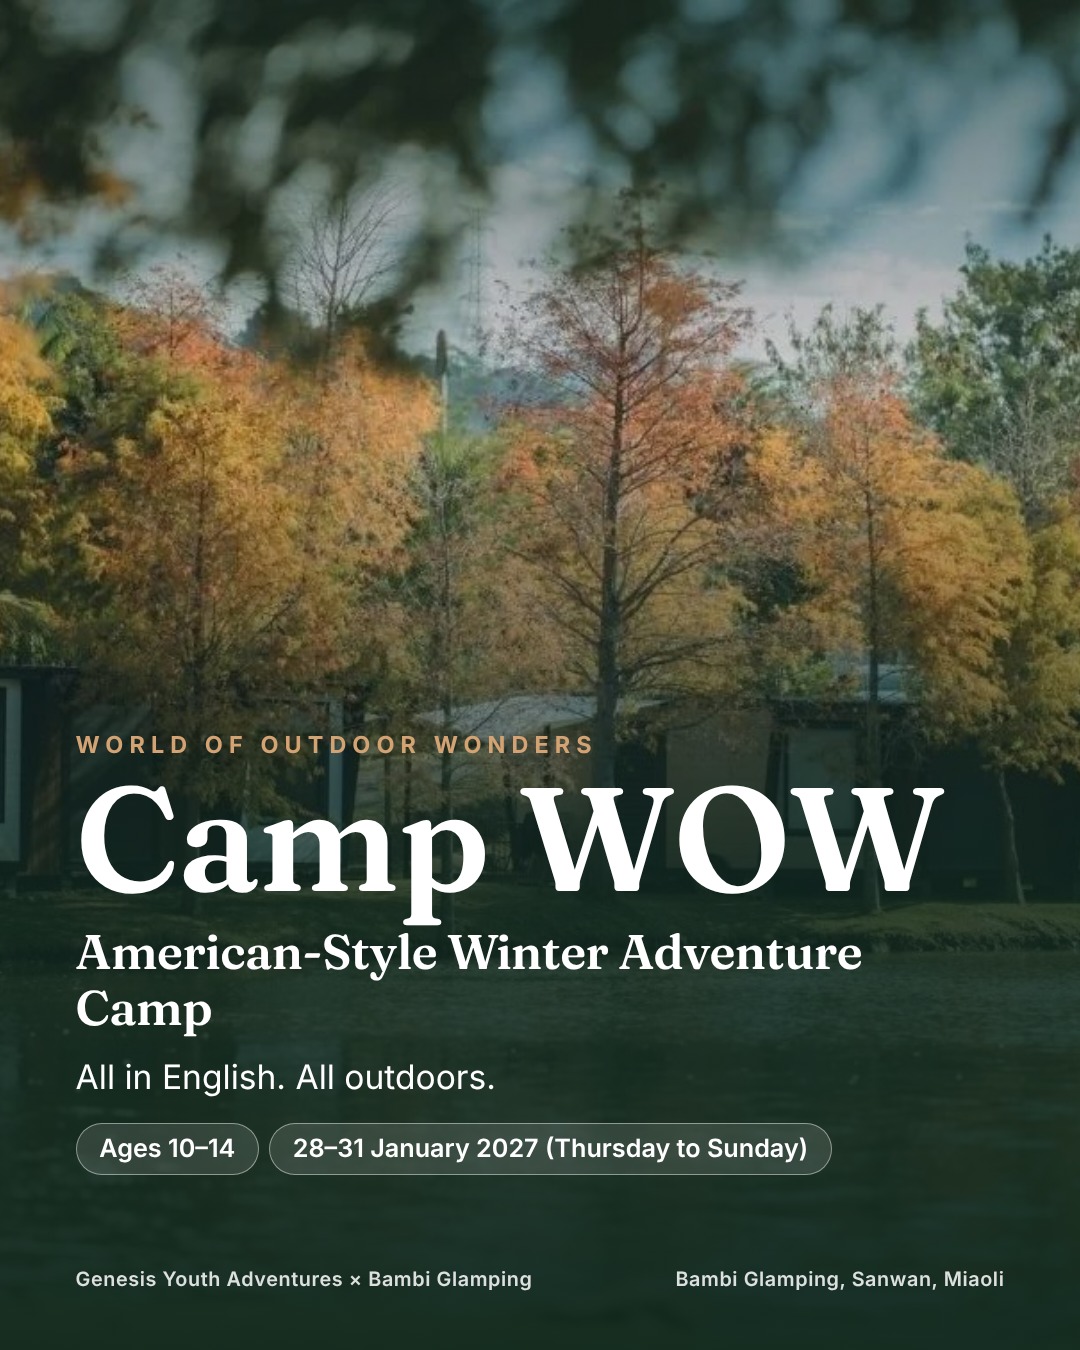 WORLD OF OUTDOOR WONDERS
Camp WOW
American-Style Winter Adventure
Camp
All in English. All outdoors.
Ages 10–14
28–31 January 2027 (Thursday to Sunday)
Genesis Youth Adventures × Bambi Glamping
Bambi Glamping, Sanwan, Miaoli